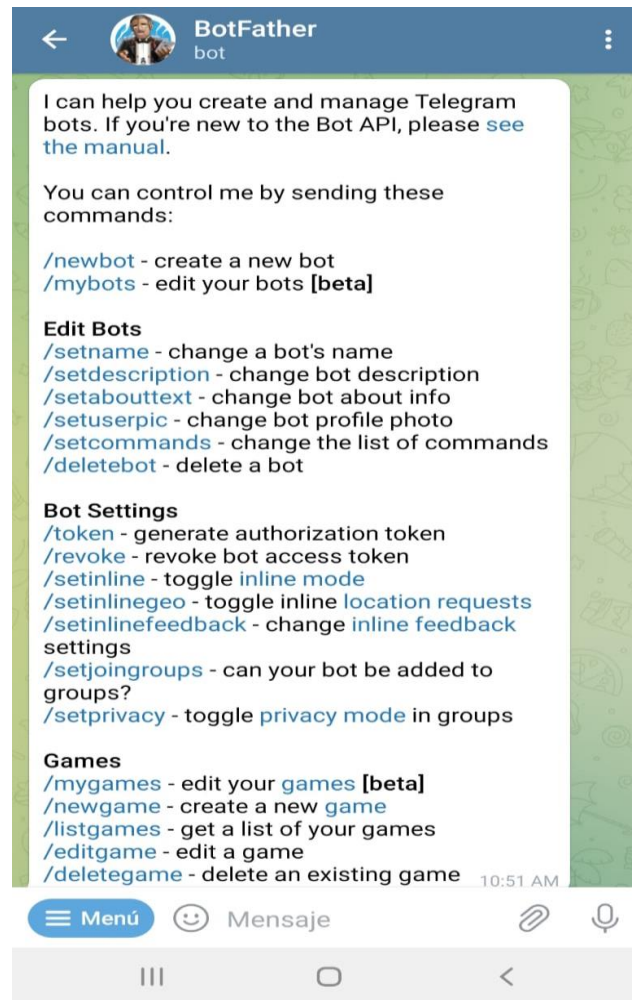 BotFather
bot
I can help you create and manage Telegram
bots. If you're new to the Bot API, please see
the manual.
You can control me by sending these
commands:
/newbot - create a new bot
/mybots - edit your bots [beta]
Edit Bots
/setname - change a bot's name
/setdescription - change bot description
/setabouttext - change bot about info
/setuserpic - change bot profile photo
/setcommands - change the list of commands
/deletebot - delete a bot
Bot Settings
/token - generate authorization token
/revoke - revoke bot access token
/setinline - toggle inline mode
/setinlinegeo - toggle inline location requests
/setinlinefeedback - change inline feedback
settings
/setjoingroups - can your bot be added to
groups?
/setprivacy - toggle privacy mode in groups
Games
/mygames - edit your games [beta]
/newgame - create a new game
/listgames - get a list of your games
/editgame - edit a game
/deletegame - delete an existing game 10:51 AM
Menú Mensaje